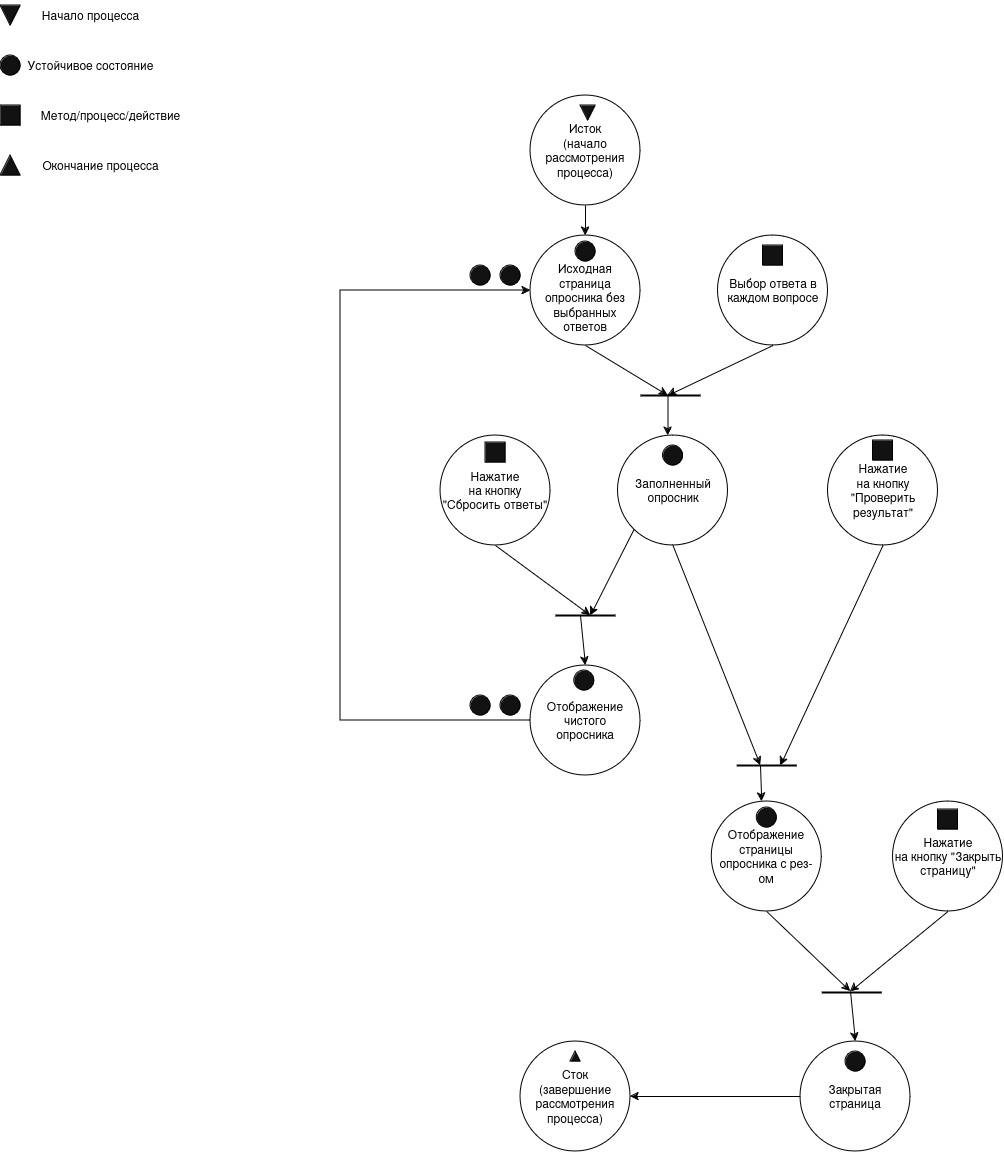 Начало процесса
Устойчивое состояние
Метод/процесс/действие
Окончание процесса
Исток
(начало
рассмотрения
процесса)
Исходная
страница
опросника без
выбранных
ответов
Выбор ответа в
каждом вопросе
Нажатие
на кнопку
"Сбросить ответы"
Заполненный
опросник
Нажатие
на кнопку
"Проверить
результат"
Отображение
чистого
опросника
Отображение
страницы
опросника с рез-
ом
Нажатие
на кнопку "Закрыть
страницу"
Сток
(завершение
рассмотрения
процесса)
Закрытая
страница